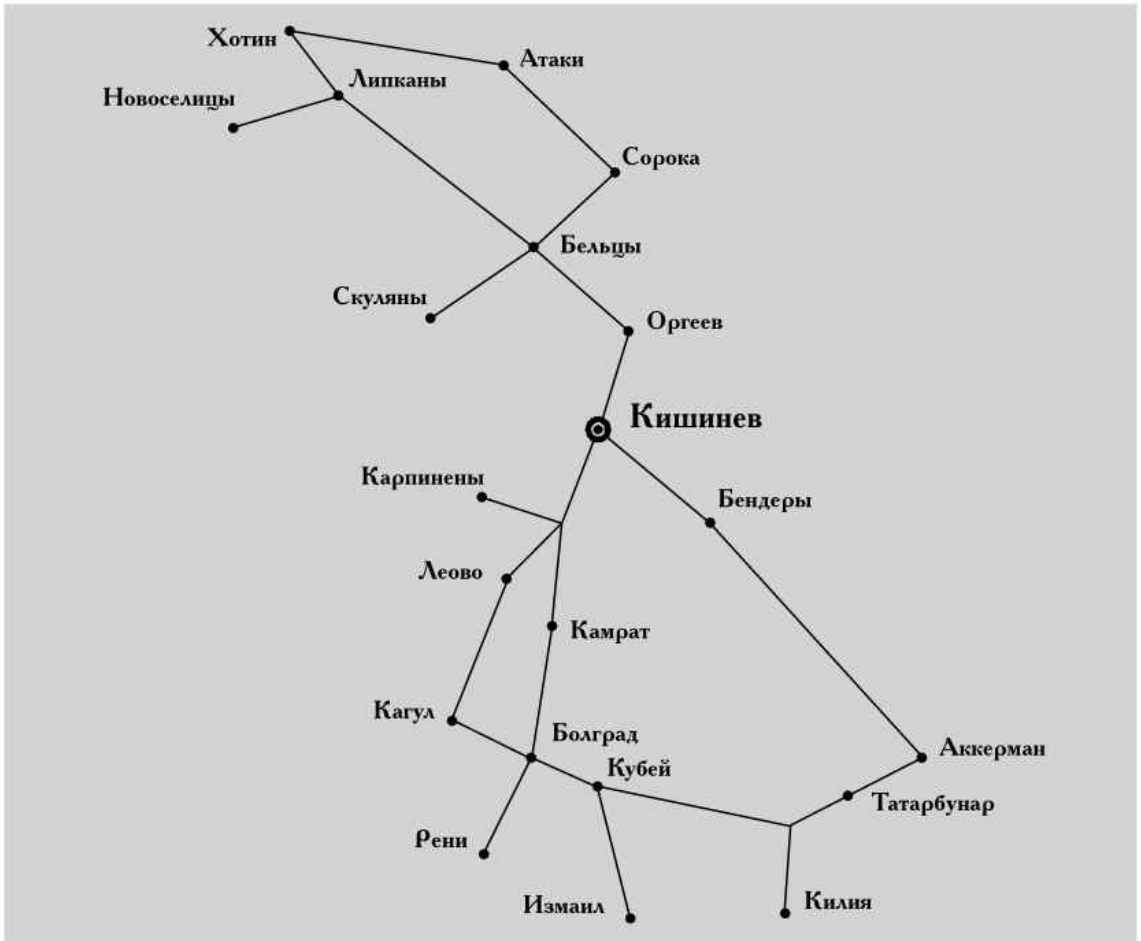 Хотин
Атаки
Липканы
Новоселицы
Сорока
Бельцы
Скуляны
Оргеев
Кишинев
Карпинены
Бендеры
Леово
Камрат
Кагул
Болград
Аккерман
Кубей
Татарбунар
Рени
Измаил
Килия